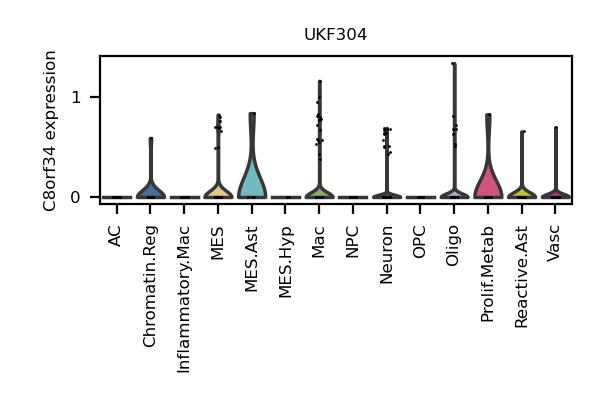 UKF304
C8orf34 expression
1
0
AC
Chromatin.Reg
Inflammatory.Mac
MES
MES.Ast
MES.Hyp
Mac
NPC
Neuron
OPC
Oligo
Prolif.Metab
Reactive.Ast
Vasc